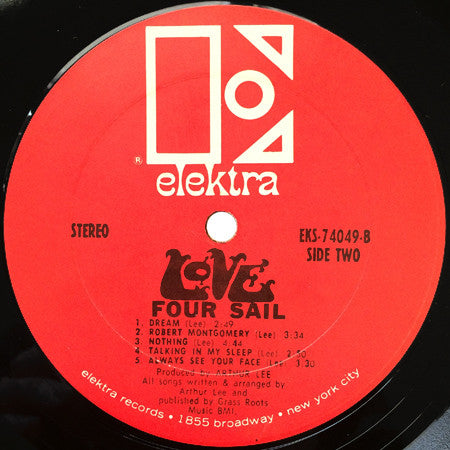 elektra
®
STEREO
EKS-74049-B
SIDE TWO
LOVE
FOUR SAIL
1. DREAM (Lee) 2:49
2. ROBERT MONTGOMERY (Lee) 3:34
3. NOTHING (Lee) 4:44
4. TALKING IN MY SLEEP (Lee) 2:50
5. ALWAYS SEE YOUR FACE (Lee) 3:30
Produced by ARTHUR LEE
All songs written & arranged by
Arthur Lee and
published by Grass Roots
Music BMI.
elektra records • 1855 broadway • new york city